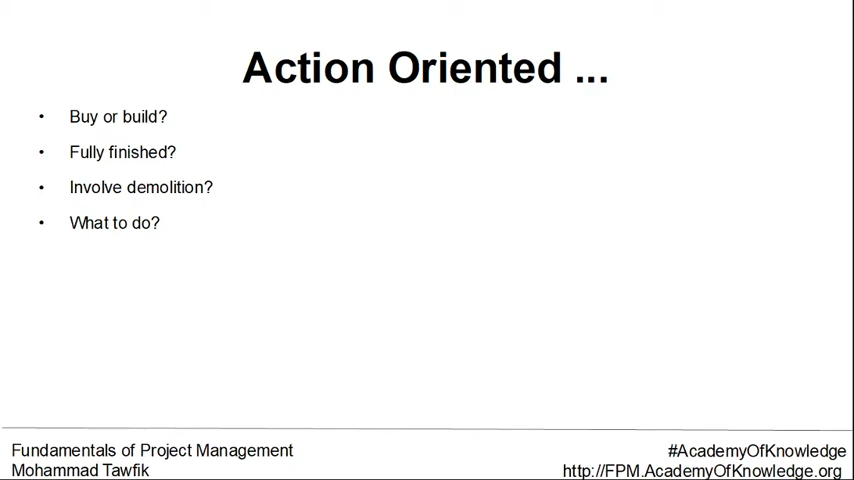 Action Oriented ...
• Buy or build?
• Fully finished?
• Involve demolition?
• What to do?
Fundamentals of Project Management
Mohammad Tawfik
#AcademyOfKnowledge
http://FPM.AcademyOfKnowledge.org